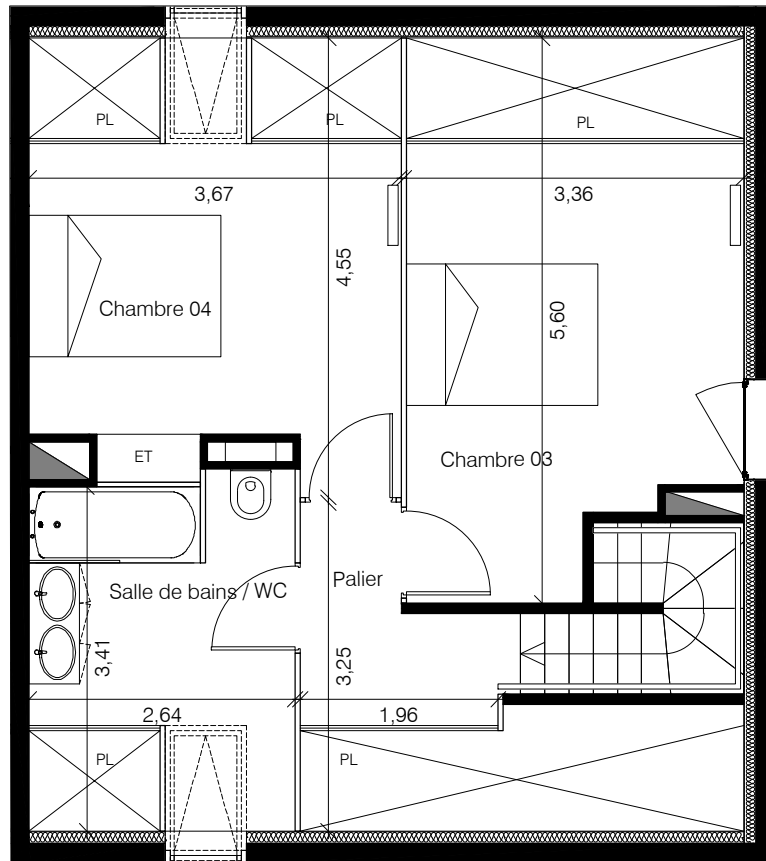 PL
PL
PL
3,67
3,36
4,55
Chambre 04
5,60
ET
Chambre 03
Palier
Salle de bains / WC
3,41
3,25
2,64
1,96
PL
PL